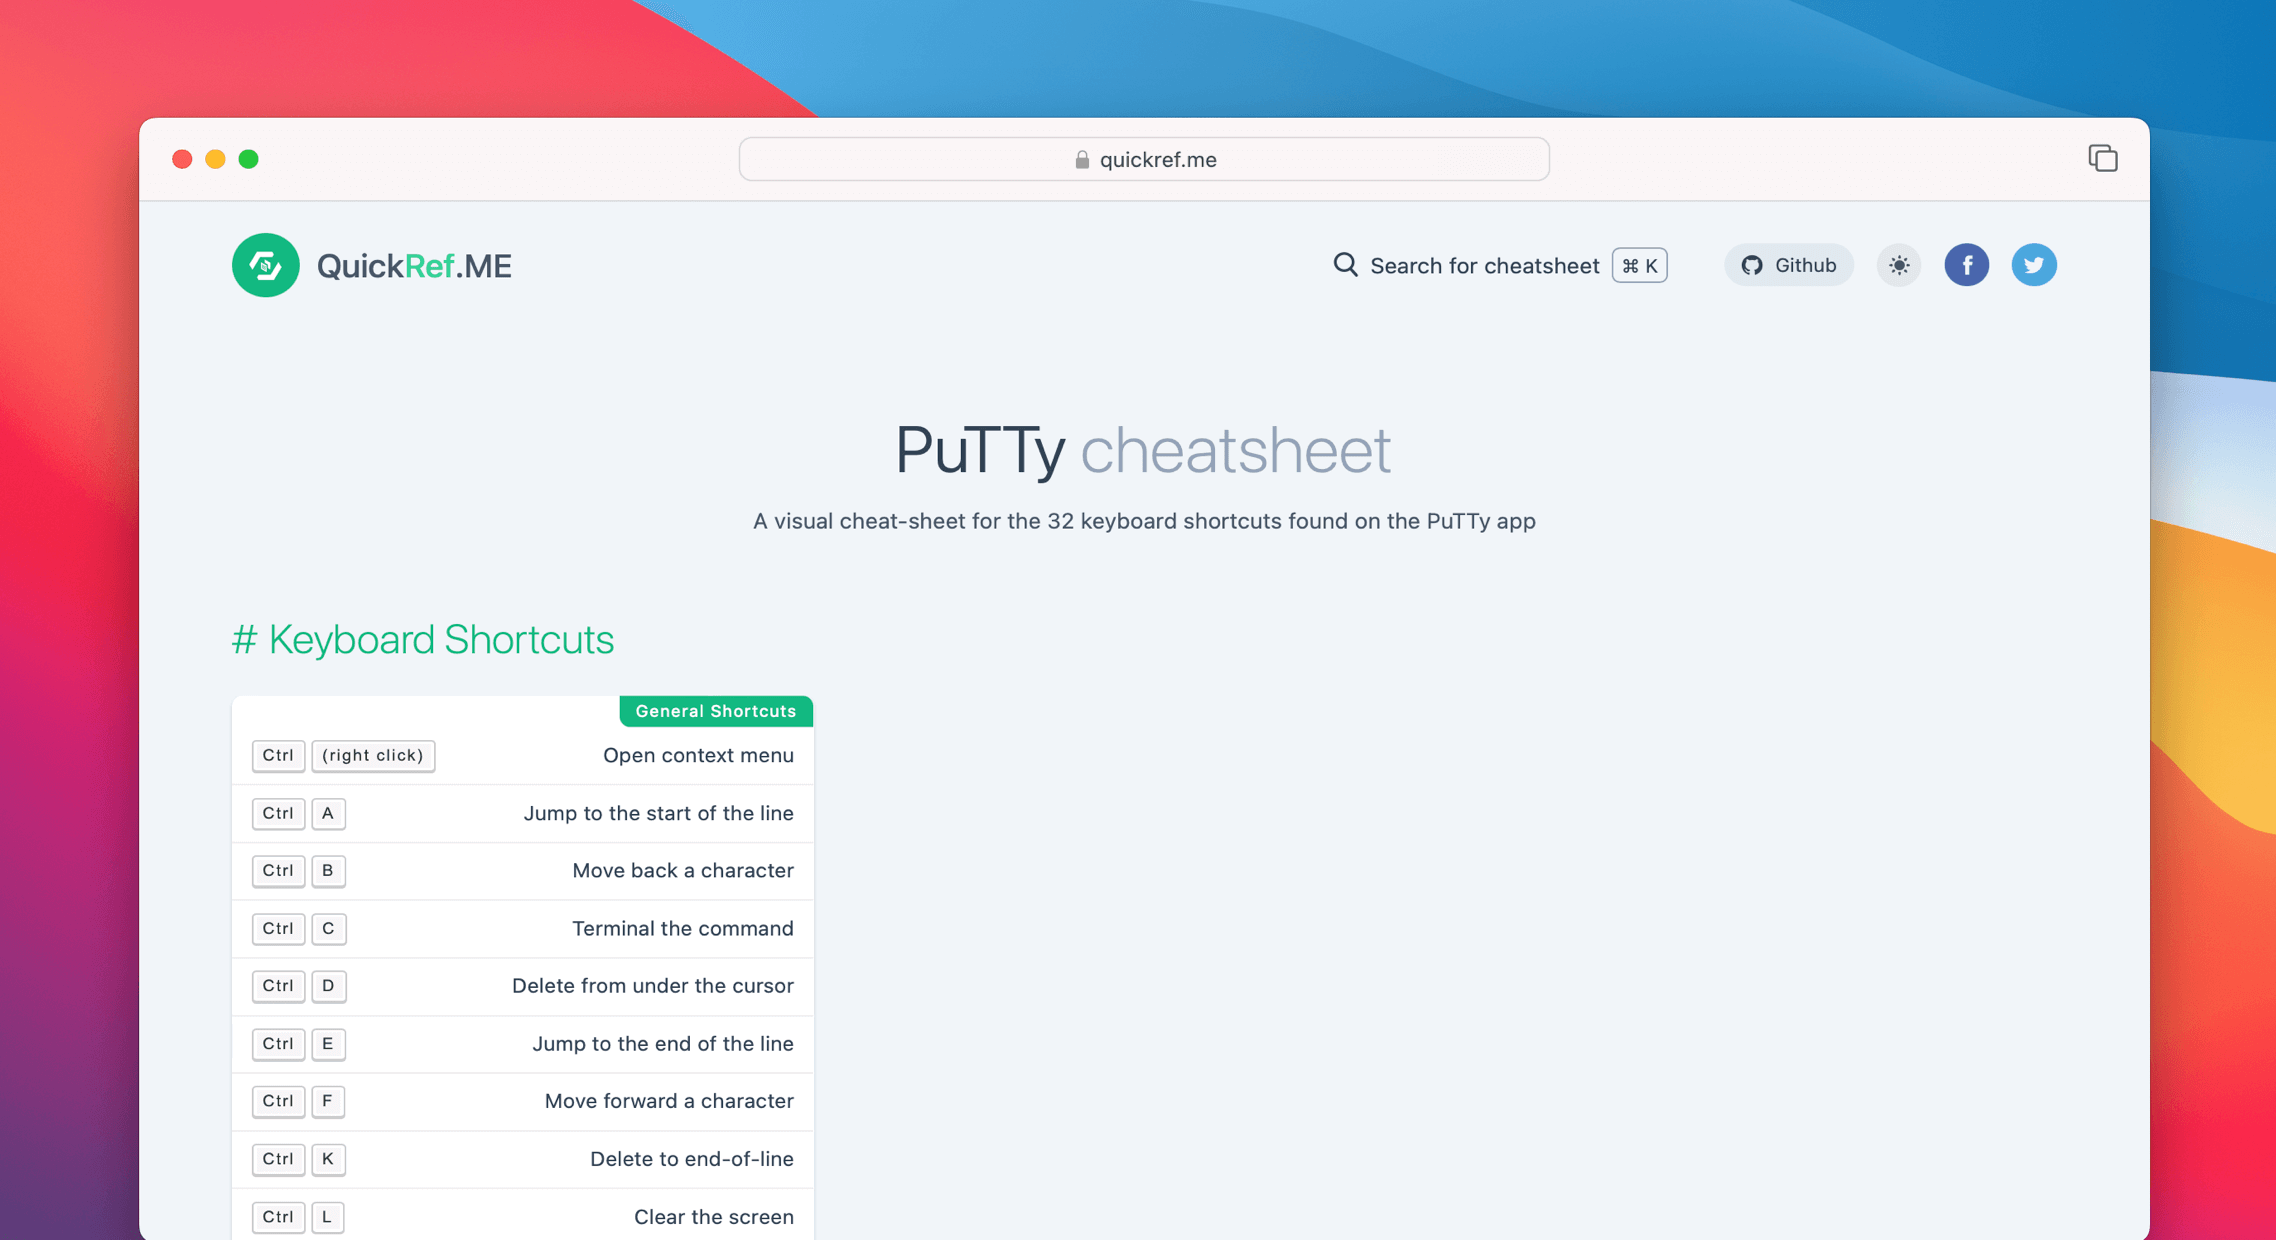 quickref.me
QuickRef.ME
Search for cheatsheet ⌘ K
Github
PuTTy cheatsheet
A visual cheat-sheet for the 32 keyboard shortcuts found on the PuTTy app
# Keyboard Shortcuts
General Shortcuts
Ctrl (right click) Open context menu
Ctrl A Jump to the start of the line
Ctrl B Move back a character
Ctrl C Terminal the command
Ctrl D Delete from under the cursor
Ctrl E Jump to the end of the line
Ctrl F Move forward a character
Ctrl K Delete to end-of-line
Ctrl L Clear the screen